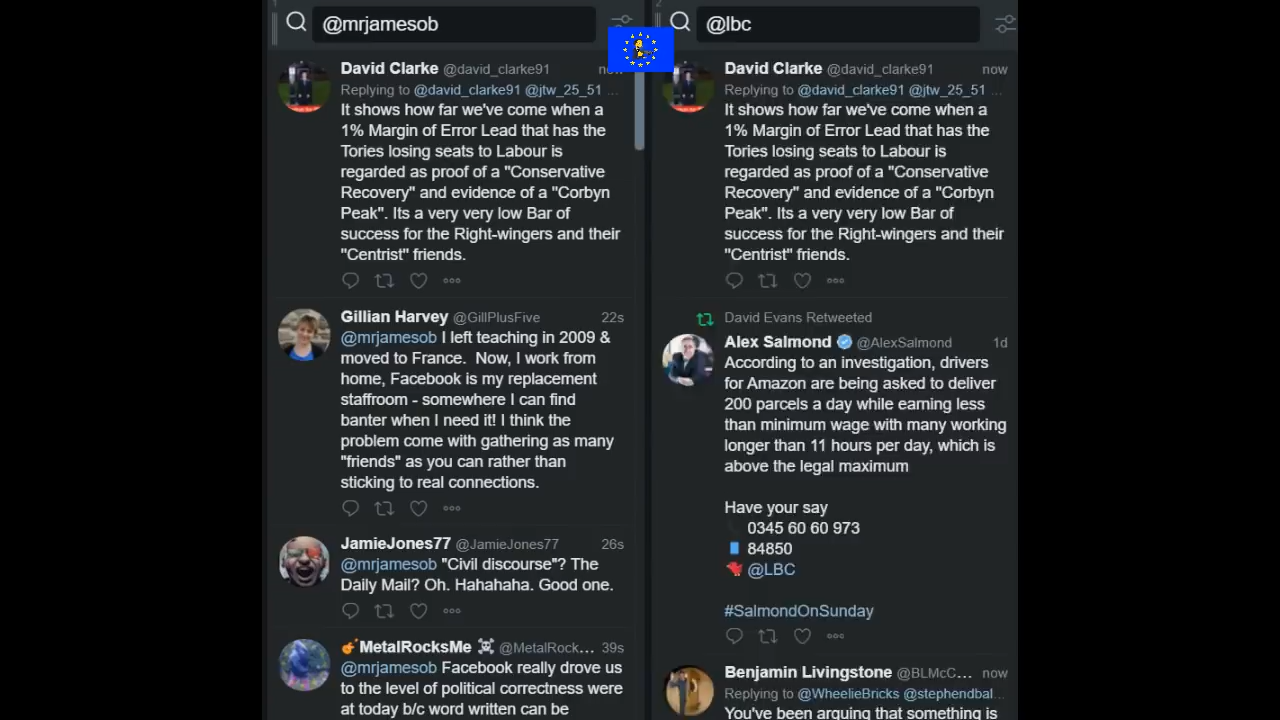 @mrjamesob
David Clarke @david_clarke91 now
Replying to @david_clarke91 @jtw_25_51 ...
It shows how far we've come when a
1% Margin of Error Lead that has the
Tories losing seats to Labour is
regarded as proof of a "Conservative
Recovery" and evidence of a "Corbyn
Peak". Its a very very low Bar of
success for the Right-wingers and their
"Centrist" friends.
Gillian Harvey @GillPlusFive 22s
@mrjamesob I left teaching in 2009 &
moved to France. Now, I work from
home, Facebook is my replacement
staffroom - somewhere I can find
banter when I need it! I think the
problem come with gathering as many
"friends" as you can rather than
sticking to real connections.
JamieJones77 @JamieJones77 26s
@mrjamesob "Civil discourse"? The
Daily Mail? Oh. Hahahaha. Good one.
MetalRocksMe @MetalRock... 39s
@mrjamesob Facebook really drove us
to the level of political correctness were
at today b/c word written can be
2
@lbc
David Clarke @david_clarke91 now
Replying to @david_clarke91 @jtw_25_51 ...
It shows how far we've come when a
1% Margin of Error Lead that has the
Tories losing seats to Labour is
regarded as proof of a "Conservative
Recovery" and evidence of a "Corbyn
Peak". Its a very very low Bar of
success for the Right-wingers and their
"Centrist" friends.
David Evans Retweeted
Alex Salmond @AlexSalmond 1d
According to an investigation, drivers
for Amazon are being asked to deliver
200 parcels a day while earning less
than minimum wage with many working
longer than 11 hours per day, which is
above the legal maximum
Have your say
0345 60 60 973
84850
@LBC
#SalmondOnSunday
Benjamin Livingstone @BLMcC... now
Replying to @WheelieBricks @stephendbal...
You've been arguing that something is